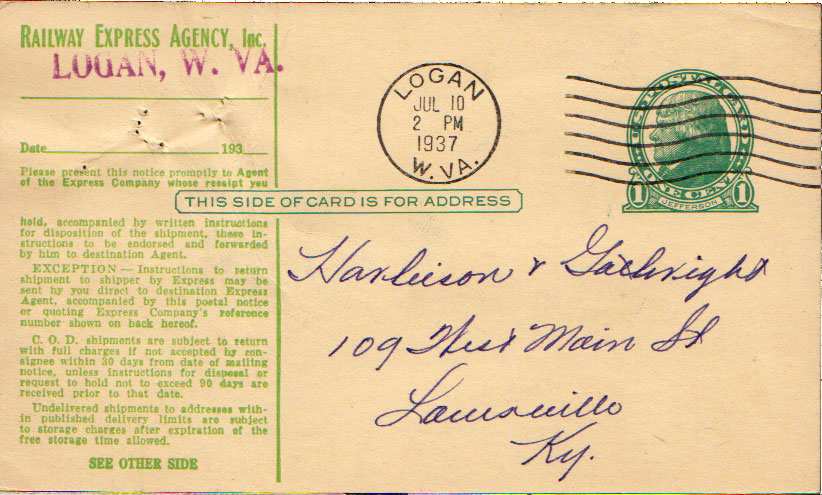 RAILWAY EXPRESS AGENCY, INC.
LOGAN, W. VA.
Date 193
Please present this notice promptly to Agent
of the Express Company whose receipt you
hold, accompanied by written instructions
for disposition of the shipment, these in-
structions to be endorsed and forwarded
by him to destination Agent.
EXCEPTION — Instructions to return
shipment to shipper by Express may be
sent by you direct to destination Express
Agent, accompanied by this postal notice
or quoting Express Company's reference
number shown on back hereof.
C. O. D. shipments are subject to return
with full charges if not accepted by con-
signee within 30 days from date of mailing
notice, unless instructions for disposal or
request to hold not to exceed 90 days are
received prior to that date.
Undelivered shipments to addresses with-
in published delivery limits are subject
to storage charges after expiration of the
free storage time allowed.
SEE OTHER SIDE
LOGAN
JUL 10
2 PM
1937
W. VA.
U.S. POSTAL CARD
1 ONE CENT 1
JEFFERSON
THIS SIDE OF CARD IS FOR ADDRESS
Harbison & Gathright
109 West Main St
Louisville
Ky.